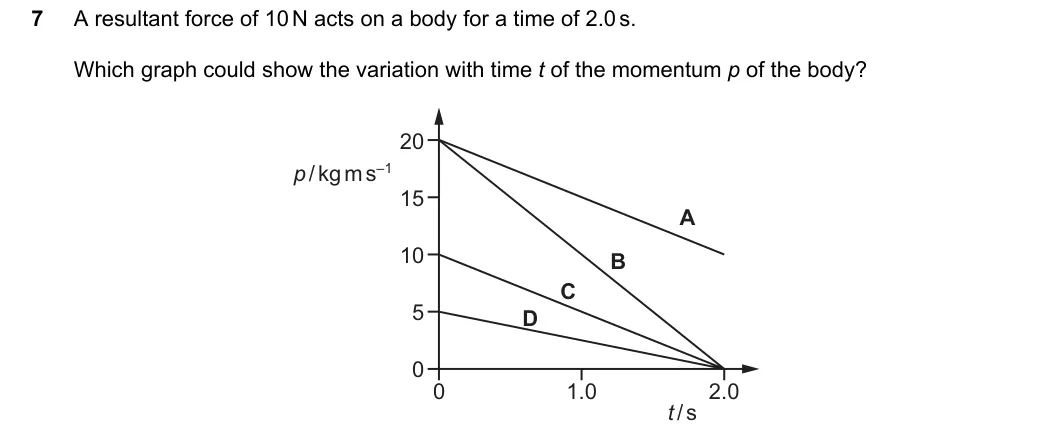 7 A resultant force of 10 N acts on a body for a time of 2.0 s.
Which graph could show the variation with time t of the momentum p of the body?
20
p / kg m s⁻¹
15
A
10
B
C
5
D
0
0 1.0 2.0
t / s